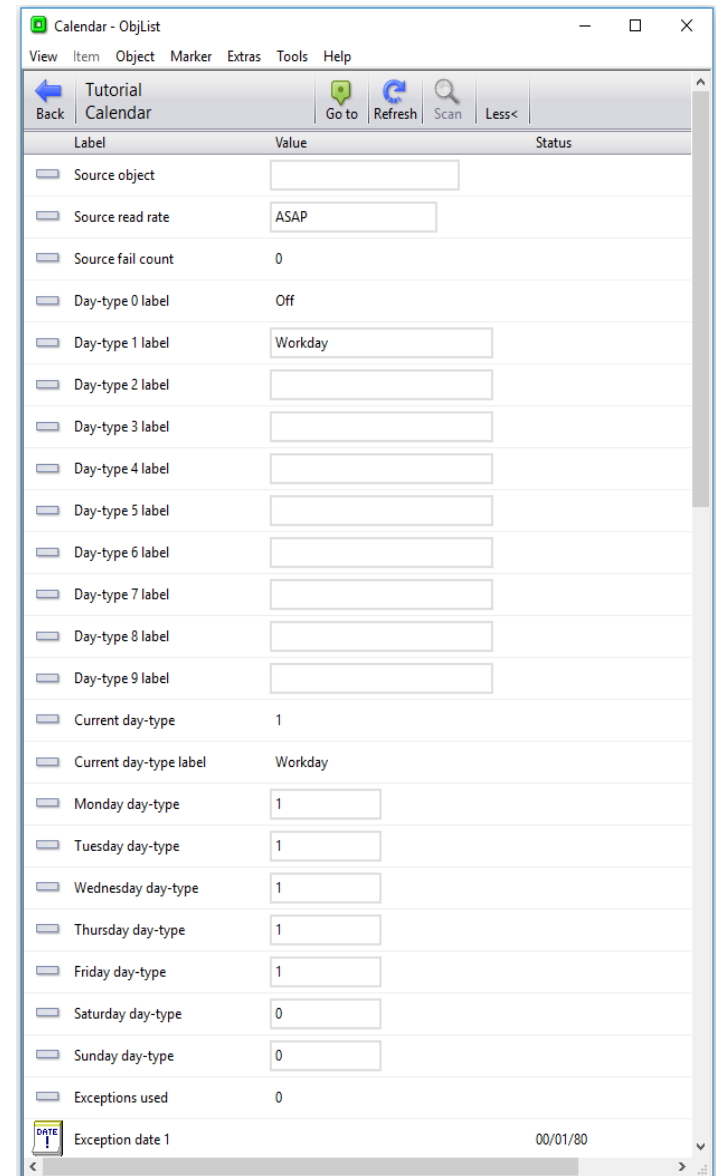 Calendar - ObjList
View Item Object Marker Extras Tools Help
Tutorial
Calendar
Back Go to Refresh Scan Less<
Label Value Status
Source object
Source read rate ASAP
Source fail count 0
Day-type 0 label Off
Day-type 1 label Workday
Day-type 2 label
Day-type 3 label
Day-type 4 label
Day-type 5 label
Day-type 6 label
Day-type 7 label
Day-type 8 label
Day-type 9 label
Current day-type 1
Current day-type label Workday
Monday day-type 1
Tuesday day-type 1
Wednesday day-type 1
Thursday day-type 1
Friday day-type 1
Saturday day-type 0
Sunday day-type 0
Exceptions used 0
DATE ! Exception date 1 00/01/80